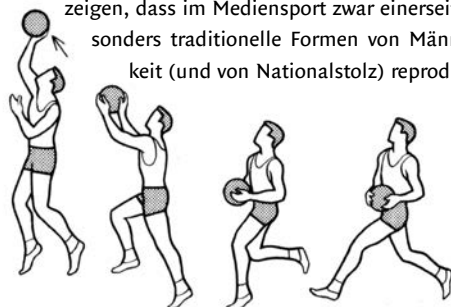 zeigen, dass im Mediensport zwar einersei
sonders traditionelle Formen von Män
keit (und von Nationalstolz) reprod